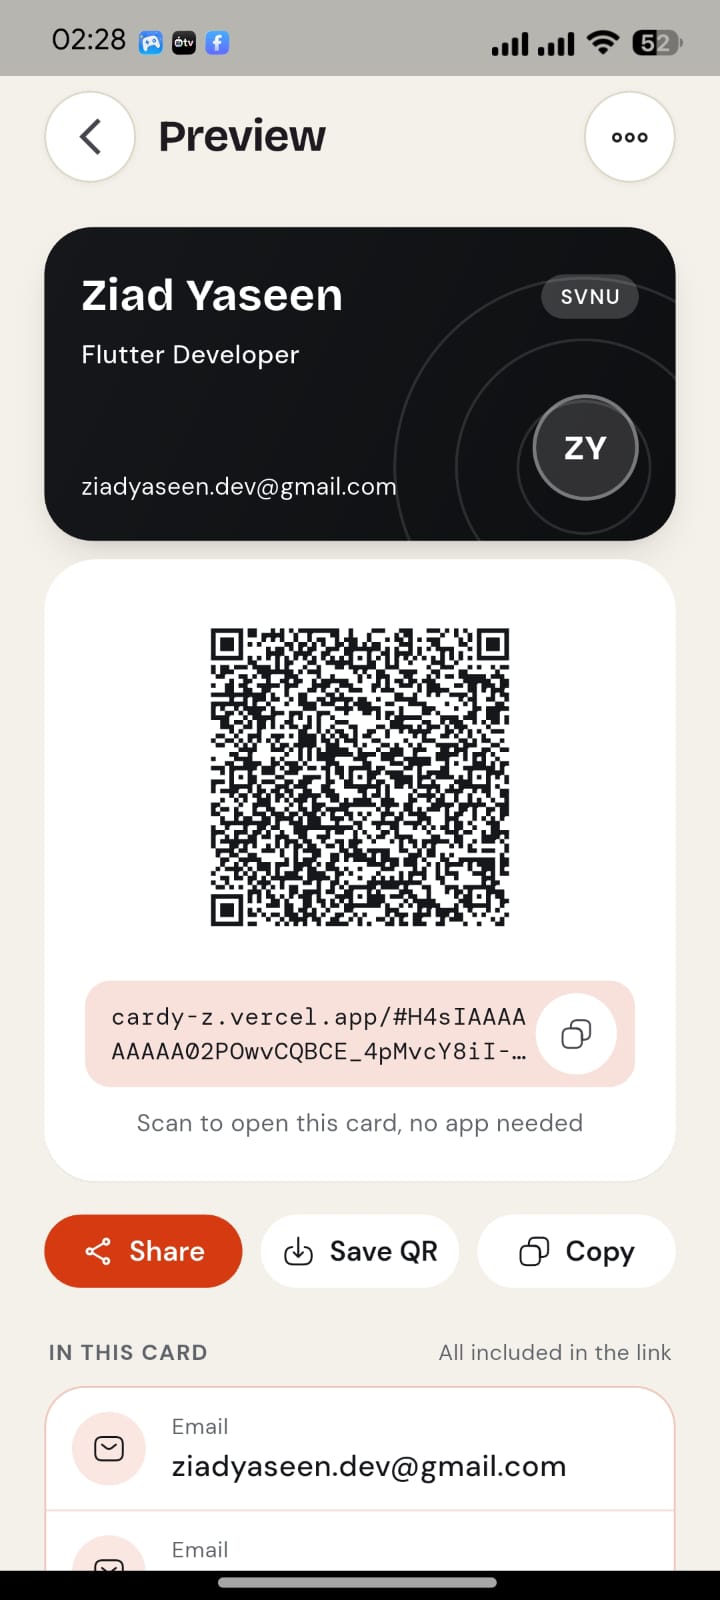 02:28
tv
52
Preview
Ziad Yaseen
SVNU
Flutter Developer
ZY
ziadyaseen.dev@gmail.com
cardy-z.vercel.app/#H4sIAAAA
AAAAA02POwvCQBCE_4pMvcY8iI-…
Scan to open this card, no app needed
Share
Save QR
Copy
IN THIS CARD
All included in the link
Email
ziadyaseen.dev@gmail.com
Email